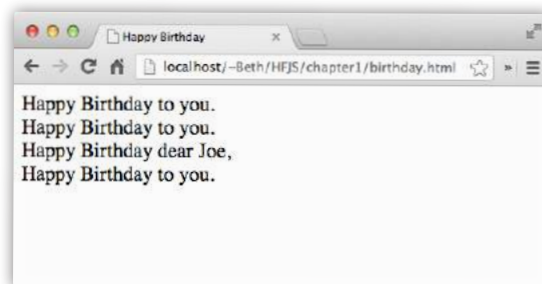 Happy Birthday
localhost/~Beth/HFJS/chapter1/birthday.html
Happy Birthday to you.
Happy Birthday to you.
Happy Birthday dear Joe,
Happy Birthday to you.